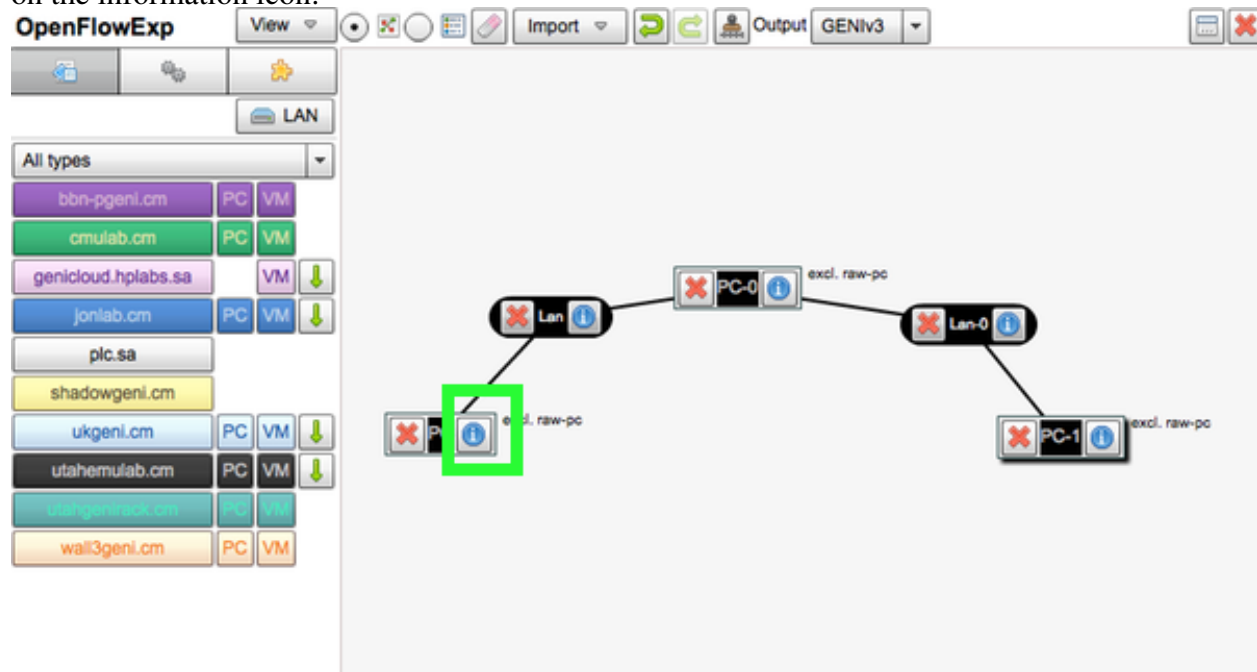 on the information icon.
OpenFlowExp View Import Output GENIv3
LAN
All types
bbn-pgeni.cm PC VM
cmulab.cm PC VM
genicloud.hplabs.sa VM
jonlab.cm PC VM
plc.sa
shadowgeni.cm
ukgeni.cm PC VM
utahemulab.cm PC VM
utahgenirack.cm PC VM
wall3geni.cm PC VM
PC-0 excl. raw-pc
Lan
Lan-0
raw-pc
PC-1 excl. raw-pc